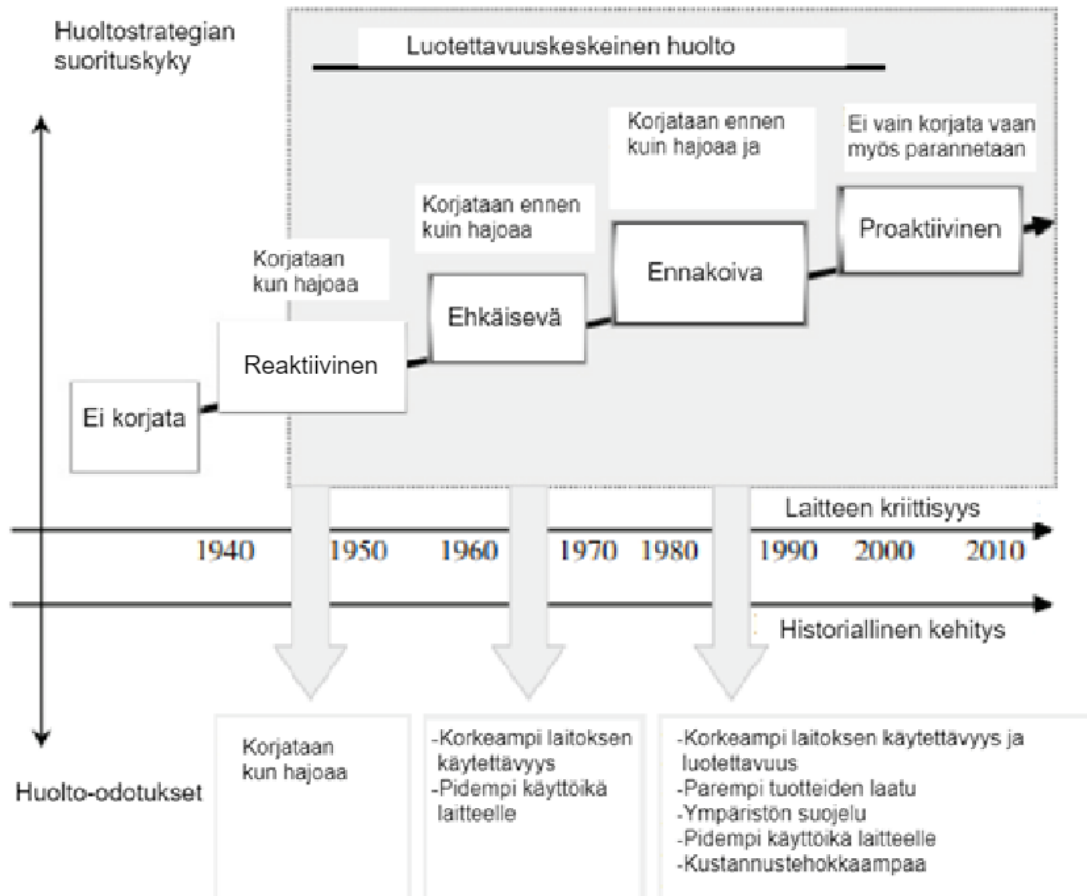 Huoltostrategian
suorituskyky
Luotettavuuskeskeinen huolto
Korjataan ennen
kuin hajoaa ja
Ei vain korjata vaan
myös parannetaan
Korjataan ennen
kuin hajoaa
Korjataan
kun hajoaa
Proaktiivinen
Ennakoiva
Ehkäisevä
Reaktiivinen
Ei korjata
Laitteen kriittisyys
1940 1950 1960 1970 1980 1990 2000 2010
Historiallinen kehitys
Huolto-odotukset
Korjataan
kun hajoaa
-Korkeampi laitoksen
käytettävyys
-Pidempi käyttöikä
laitteelle
-Korkeampi laitoksen käytettävyys ja
luotettavuus
-Parempi tuotteiden laatu
-Ympäristön suojelu
-Pidempi käyttöikä laitteelle
-Kustannustehokkaampaa